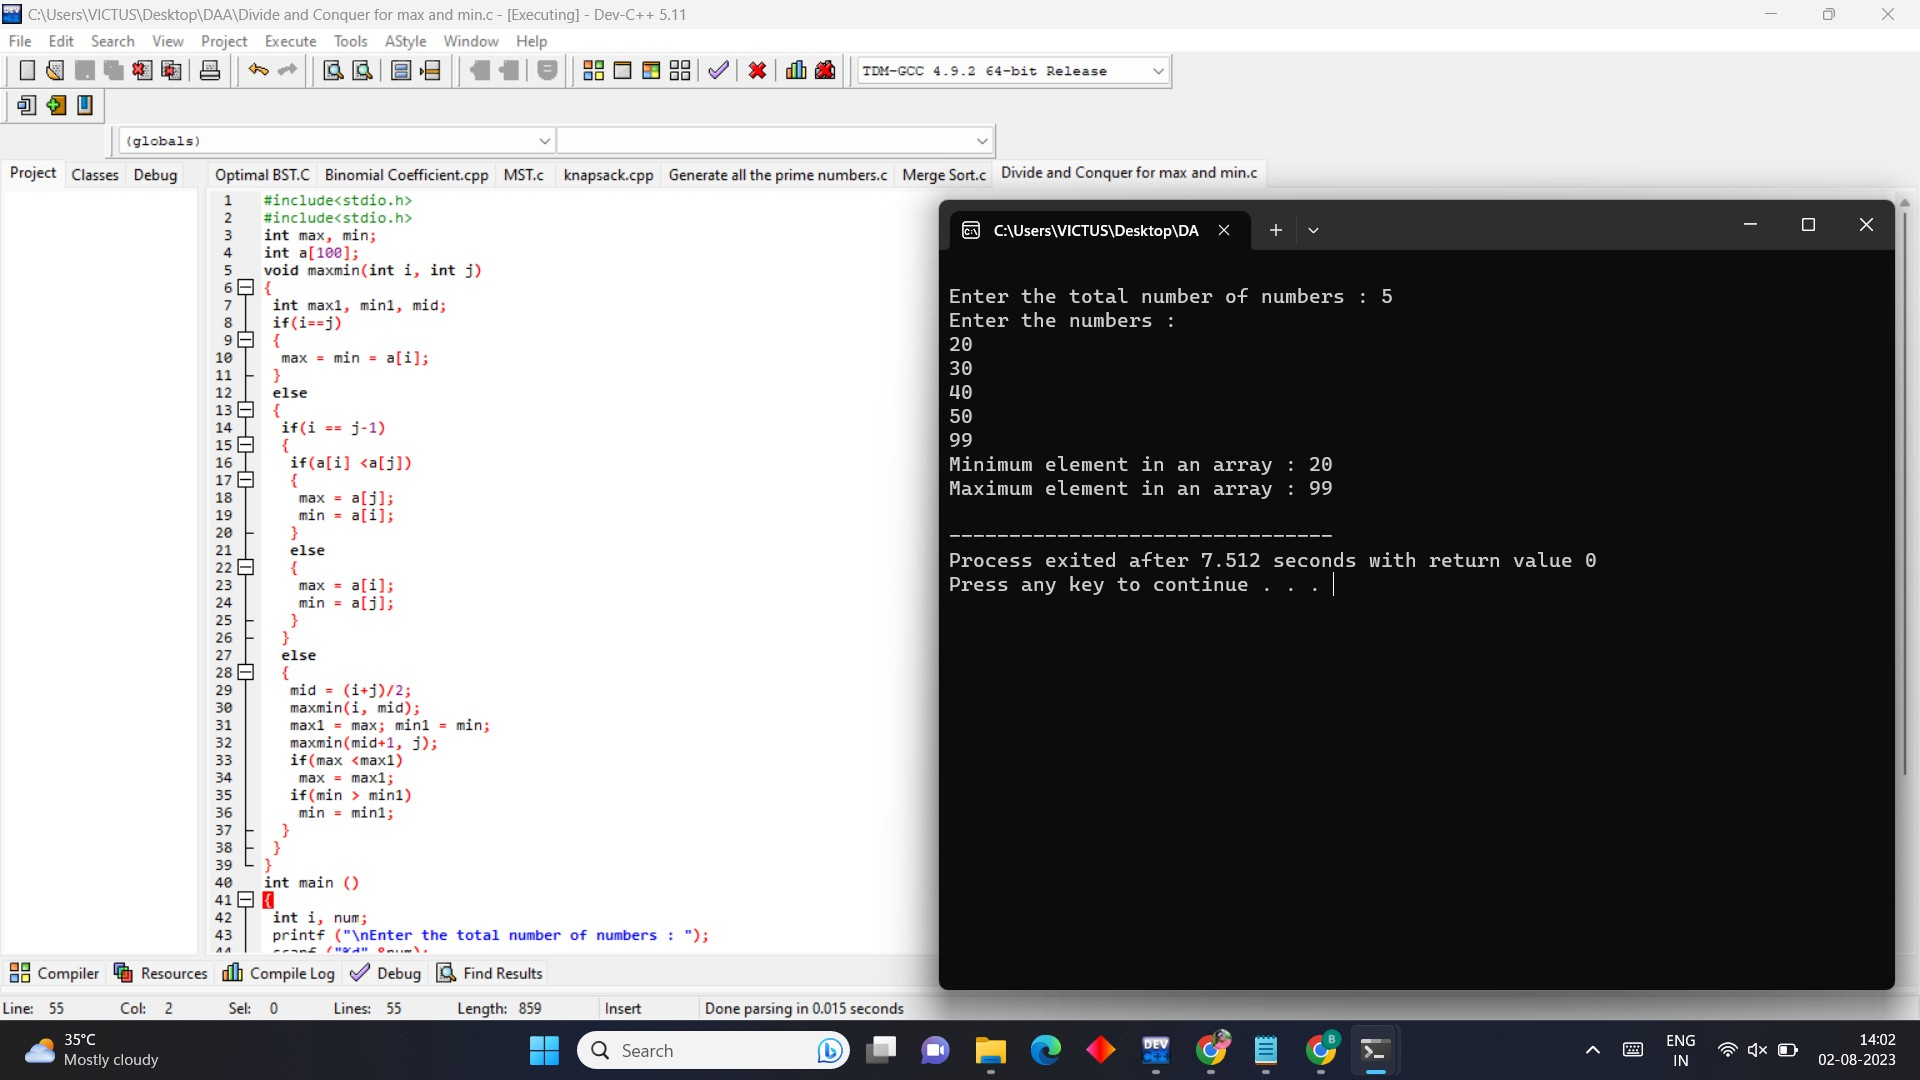 C:\Users\VICTUS\Desktop\DAA\Divide and Conquer for max and min.c - [Executing] - Dev-C++ 5.11
File Edit Search View Project Execute Tools AStyle Window Help
TDM-GCC 4.9.2 64-bit Release
(globals)
Project Classes Debug
Optimal BST.C Binomial Coefficient.cpp MST.c knapsack.cpp Generate all the prime numbers.c Merge Sort.c Divide and Conquer for max and min.c
1 #include<stdio.h>
2 #include<stdio.h>
3 int max, min;
4 int a[100];
5 void maxmin(int i, int j)
6 {
7 int max1, min1, mid;
8 if(i==j)
9 {
10 max = min = a[i];
11 }
12 else
13 {
14 if(i == j-1)
15 {
16 if(a[i] <a[j])
17 {
18 max = a[j];
19 min = a[i];
20 }
21 else
22 {
23 max = a[i];
24 min = a[j];
25 }
26 }
27 else
28 {
29 mid = (i+j)/2;
30 maxmin(i, mid);
31 max1 = max; min1 = min;
32 maxmin(mid+1, j);
33 if(max <max1)
34 max = max1;
35 if(min > min1)
36 min = min1;
37 }
38 }
39 }
40 int main ()
41 {
42 int i, num;
43 printf ("\nEnter the total number of numbers : ");
44 scanf ("%d",&num);
C:\Users\VICTUS\Desktop\DA
Enter the total number of numbers : 5
Enter the numbers :
20
30
40
50
99
Minimum element in an array : 20
Maximum element in an array : 99
--------------------------------
Process exited after 7.512 seconds with return value 0
Press any key to continue . . .
Compiler Resources Compile Log Debug Find Results
Line: 55 Col: 2 Sel: 0 Lines: 55 Length: 859 Insert Done parsing in 0.015 seconds
35°C
Mostly cloudy
Search
DEV
B
ENG
IN
14:02
02-08-2023